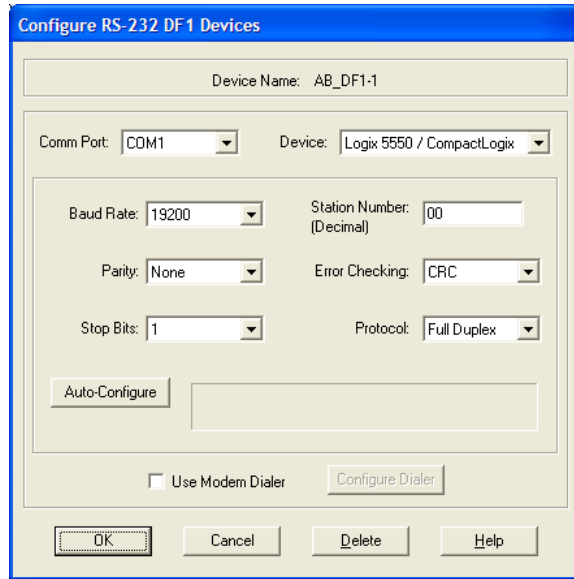 Configure RS-232 DF1 Devices
Device Name: AB_DF1-1
Comm Port: COM1 Device: Logix 5550 / CompactLogix
Baud Rate: 19200 Station Number: 00
(Decimal)
Parity: None Error Checking: CRC
Stop Bits: 1 Protocol: Full Duplex
Auto-Configure
Use Modem Dialer Configure Dialer
OK Cancel Delete Help